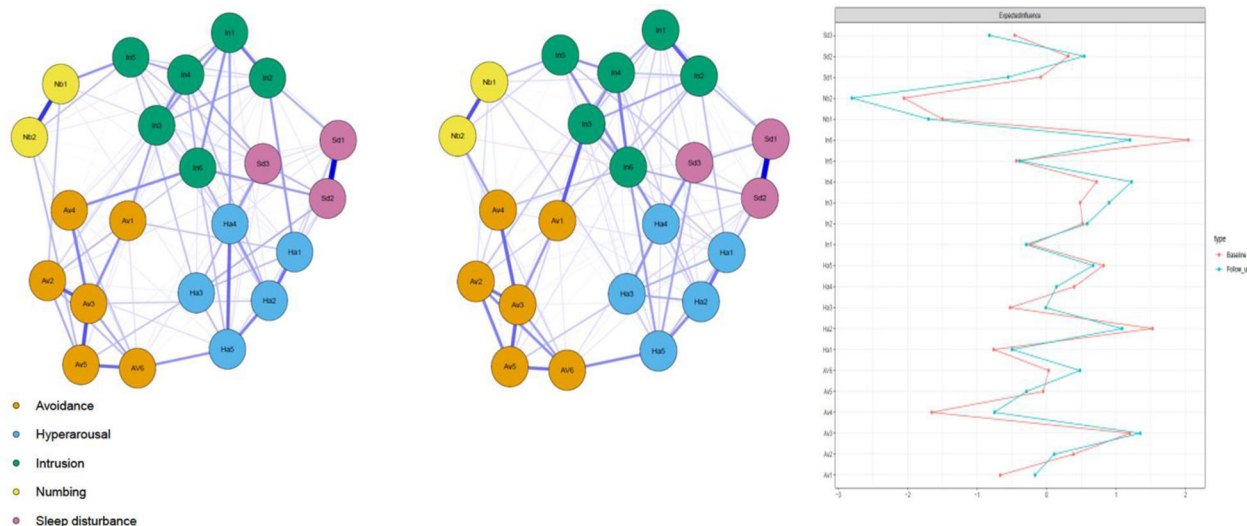 In1
In5
In4
In2
Nb1
In3
Nb2
Sd1
Sd3
In6
Sd2
Av4
Av1
Ha4
Ha1
Av2
Av3
Ha3
Ha2
Ha5
Av5
AV6
Avoidance
Hyperarousal
Intrusion
Numbing
Sleep disturbance
In1
In5
In4
In2
Nb1
In3
Nb2
Sd1
Sd3
In6
Sd2
Av4
Av1
Ha4
Ha1
Av2
Av3
Ha3
Ha2
Ha5
Av5
AV6
ExpectedInfluence
Sd3
Sd2
Sd1
Nb2
Nb1
In6
In5
In4
In3
In2
In1
Ha5
Ha4
Ha3
Ha2
Ha1
AV6
Av5
Av4
Av3
Av2
Av1
-3 -2 -1 0 1 2
type
Baseline
Follow_u